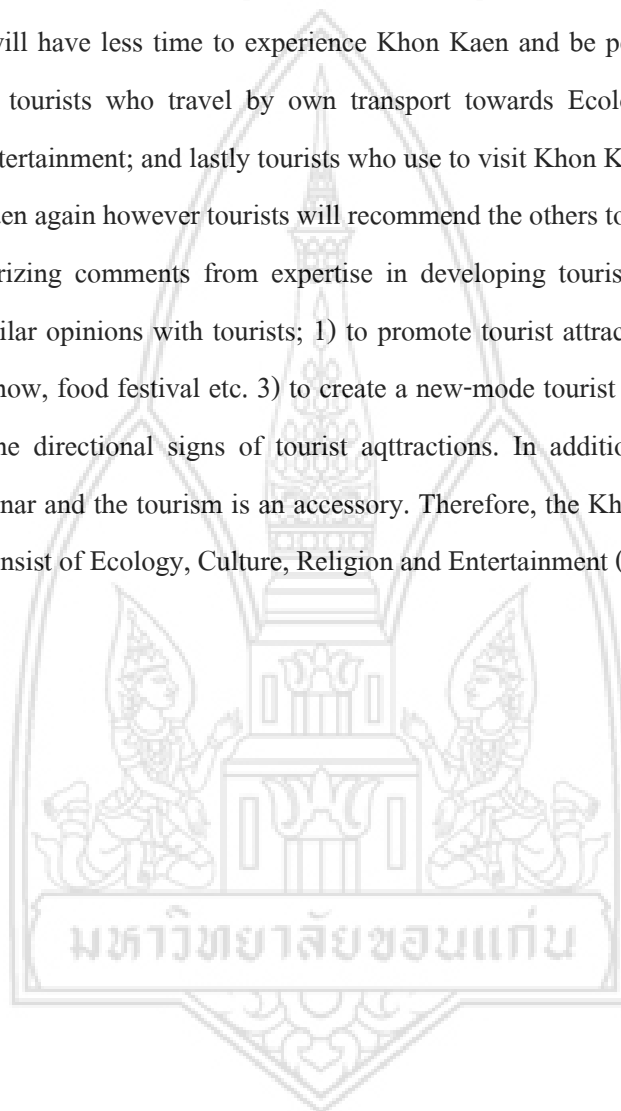 will have less time to experience Khon Kaen and be p
tourists who travel by own transport towards Ecol
tertainment; and lastly tourists who use to visit Khon K
en again however tourists will recommend the others to
rizing comments from expertise in developing touris
ilar opinions with tourists; 1) to promote tourist attrac
how, food festival etc. 3) to create a new-mode tourist
he directional signs of tourist aqttractions. In additio
nar and the tourism is an accessory. Therefore, the Kh
nsist of Ecology, Culture, Religion and Entertainment (
มหาวิทยาลัยขอนแก่น